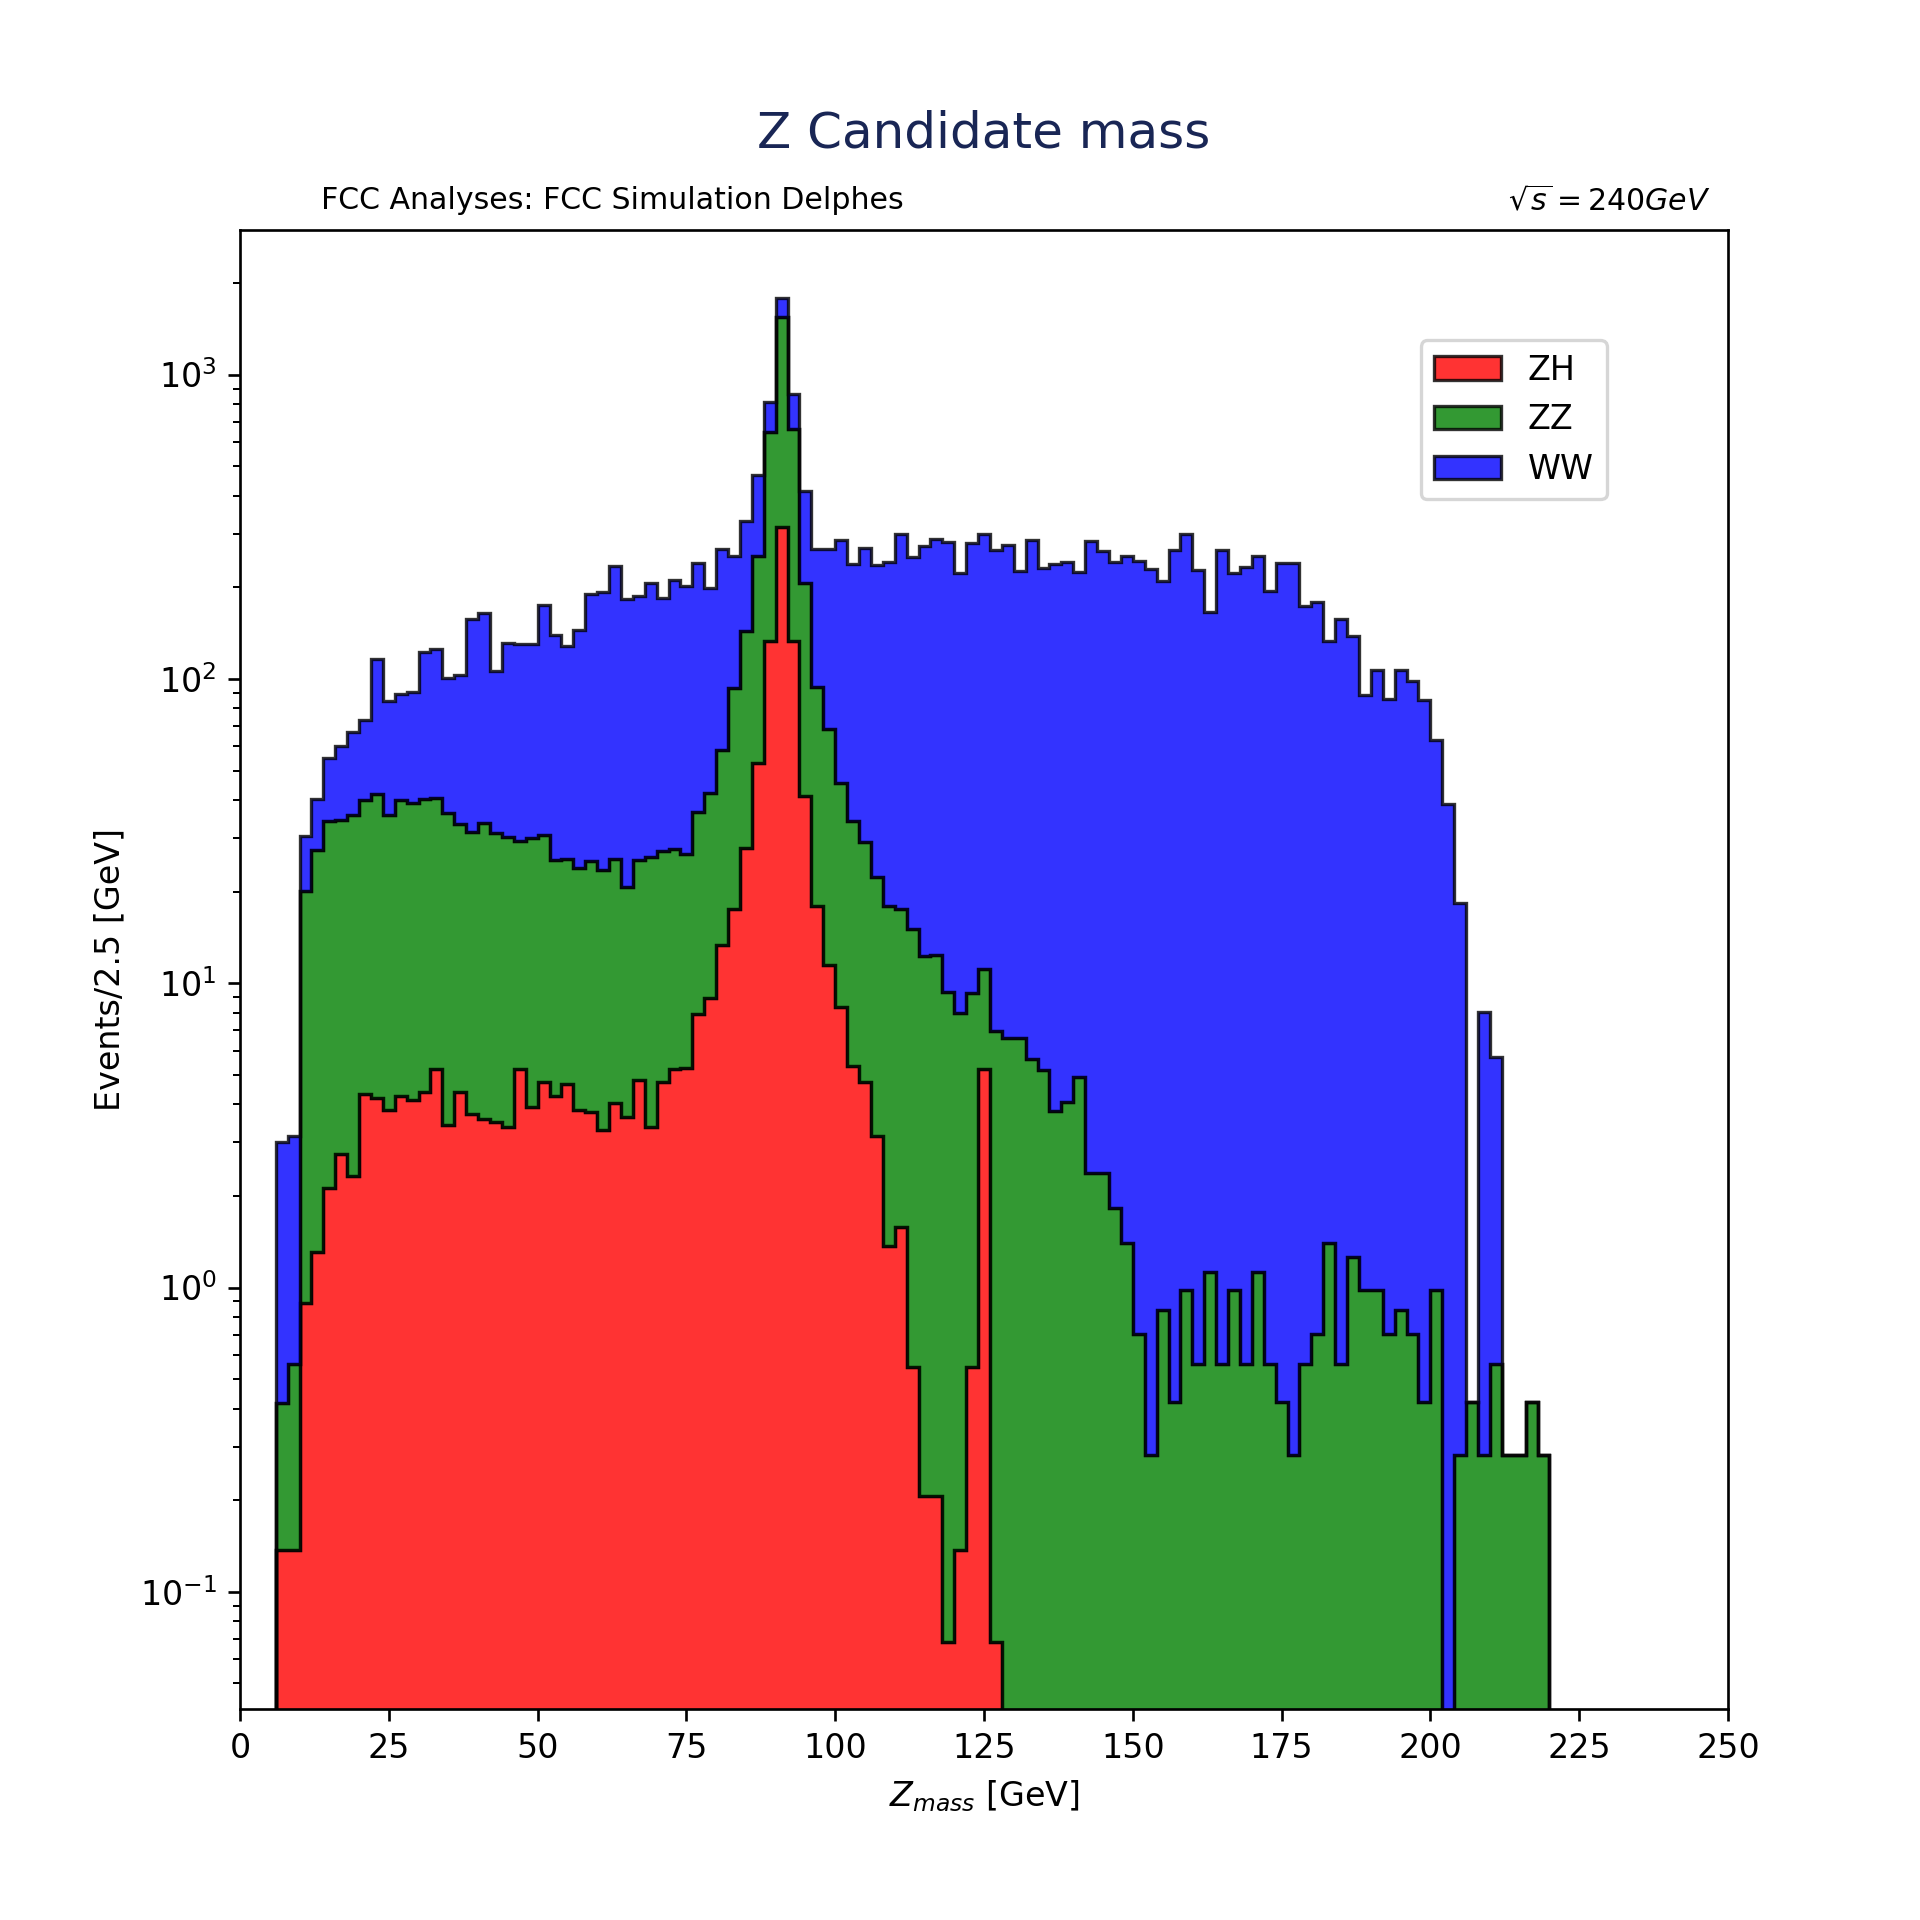 Z Candidate mass
FCC Analyses: FCC Simulation Delphes
√s = 240GeV
10³
10²
10¹
10⁰
10⁻¹
Events/2.5 [GeV]
ZH
ZZ
WW
0 25 50 75 100 125 150 175 200 225 250
Z_mass [GeV]